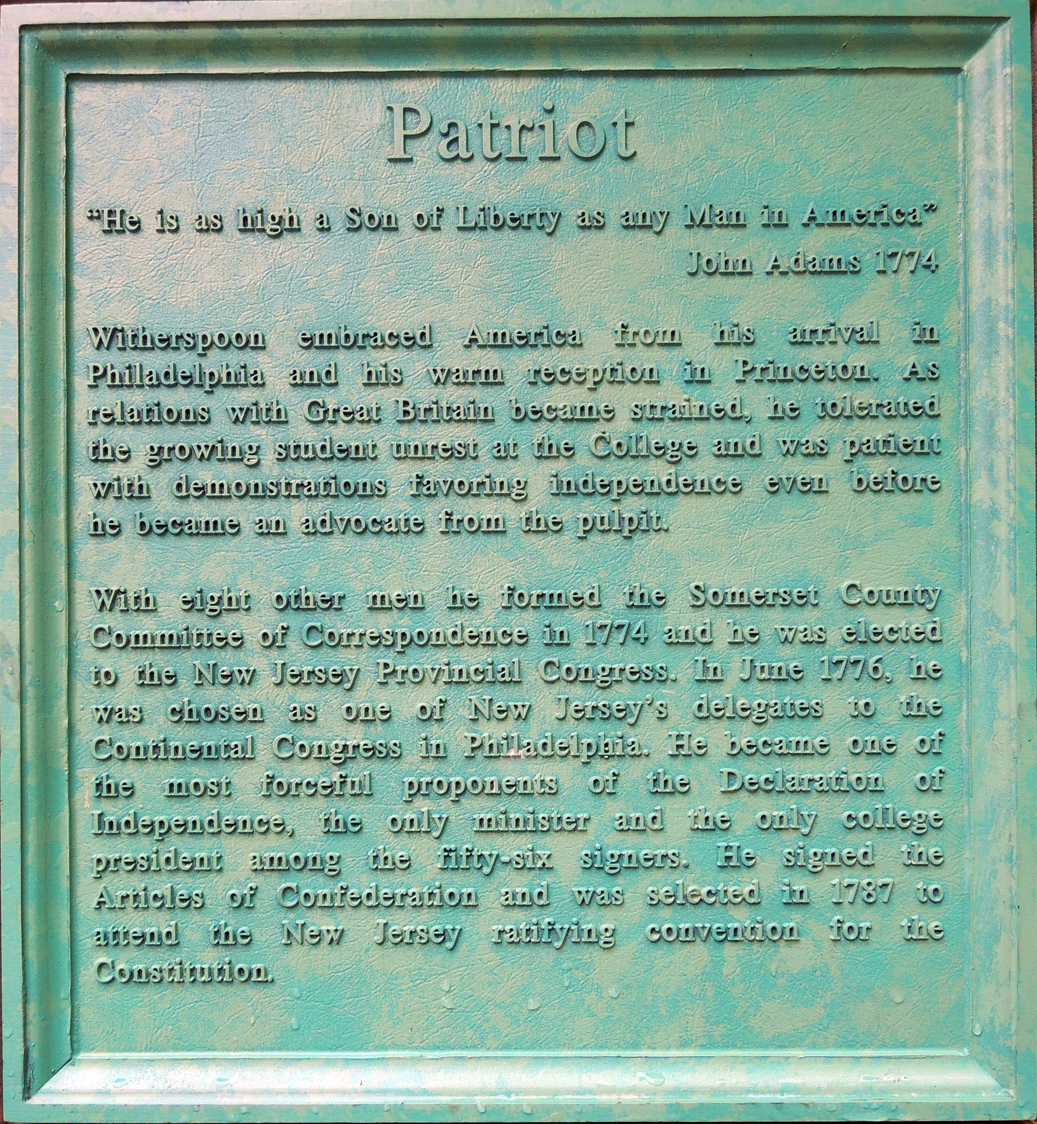 Patriot
“He is as high a Son of Liberty as any Man in America”
John Adams 1774
Witherspoon embraced America from his arrival in
Philadelphia and his warm reception in Princeton. As
relations with Great Britain became strained, he tolerated
the growing student unrest at the College and was patient
with demonstrations favoring independence even before
he became an advocate from the pulpit.
With eight other men he formed the Somerset County
Committee of Correspondence in 1774 and he was elected
to the New Jersey Provincial Congress. In June 1776, he
was chosen as one of New Jersey’s delegates to the
Continental Congress in Philadelphia. He became one of
the most forceful proponents of the Declaration of
Independence, the only minister and the only college
president among the fifty-six signers. He signed the
Articles of Confederation and was selected in 1787 to
attend the New Jersey ratifying convention for the
Constitution.